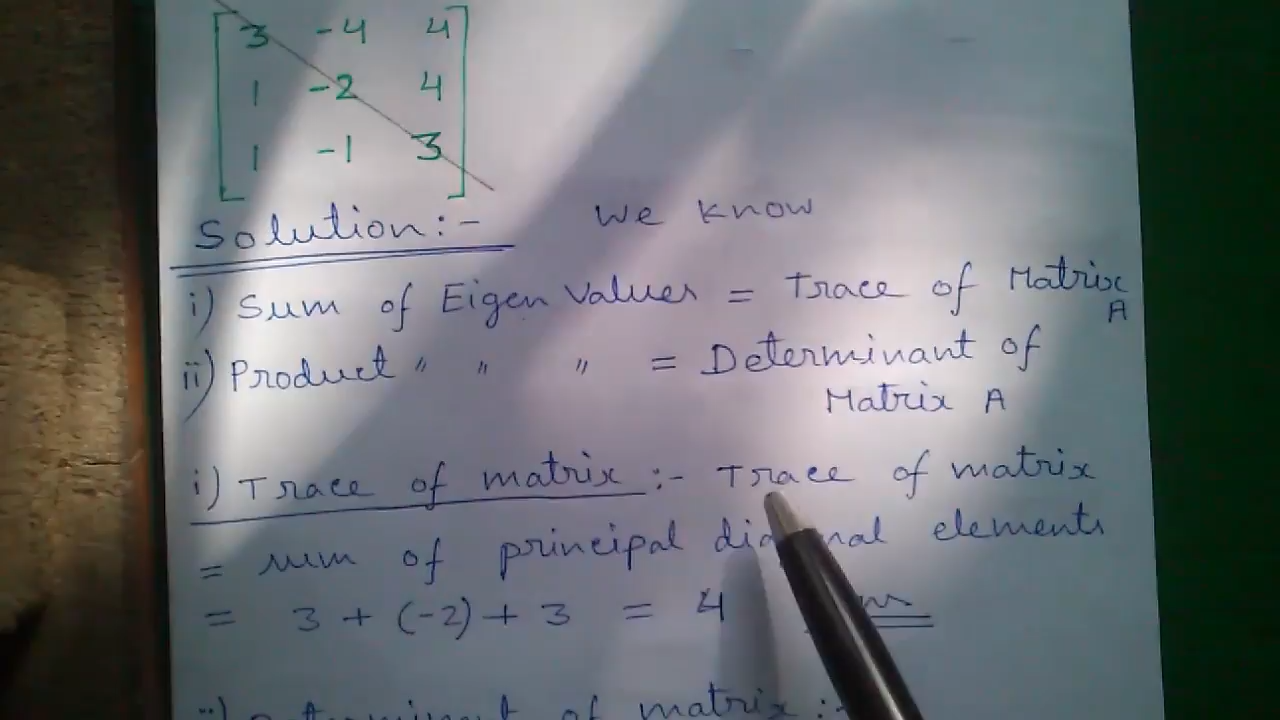 3 -4 4
1 -2 4
1 -1 3
Solution:- We know
i) Sum of Eigen Values = Trace of Matrix A
ii) Product " " " = Determinant of
Matrix A
i) Trace of matrix :- Trace of matrix
= sum of principal elements
= 3 + (-2) + 3 = 4
of matrix :-